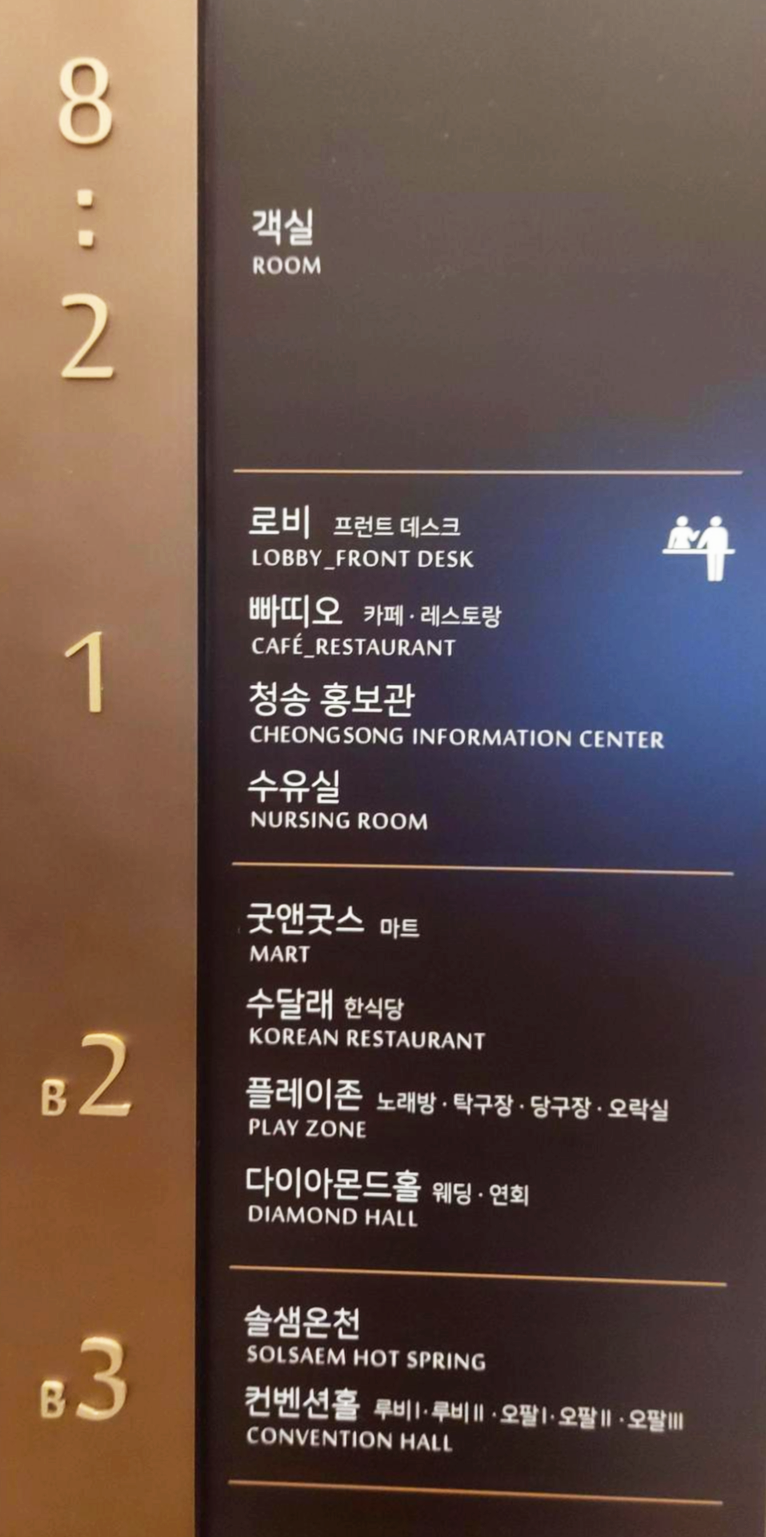 8
:
2
객실
ROOM
1
로비 프런트 데스크
LOBBY_FRONT DESK
빠띠오 카페 · 레스토랑
CAFÉ_RESTAURANT
청송 홍보관
CHEONGSONG INFORMATION CENTER
수유실
NURSING ROOM
B2
굿앤굿스 마트
MART
수달래 한식당
KOREAN RESTAURANT
플레이존 노래방 · 탁구장 · 당구장 · 오락실
PLAY ZONE
다이아몬드홀 웨딩 · 연회
DIAMOND HALL
B3
솔샘온천
SOLSAEM HOT SPRING
컨벤션홀 루비Ⅰ · 루비Ⅱ · 오팔Ⅰ · 오팔Ⅱ · 오팔Ⅲ
CONVENTION HALL